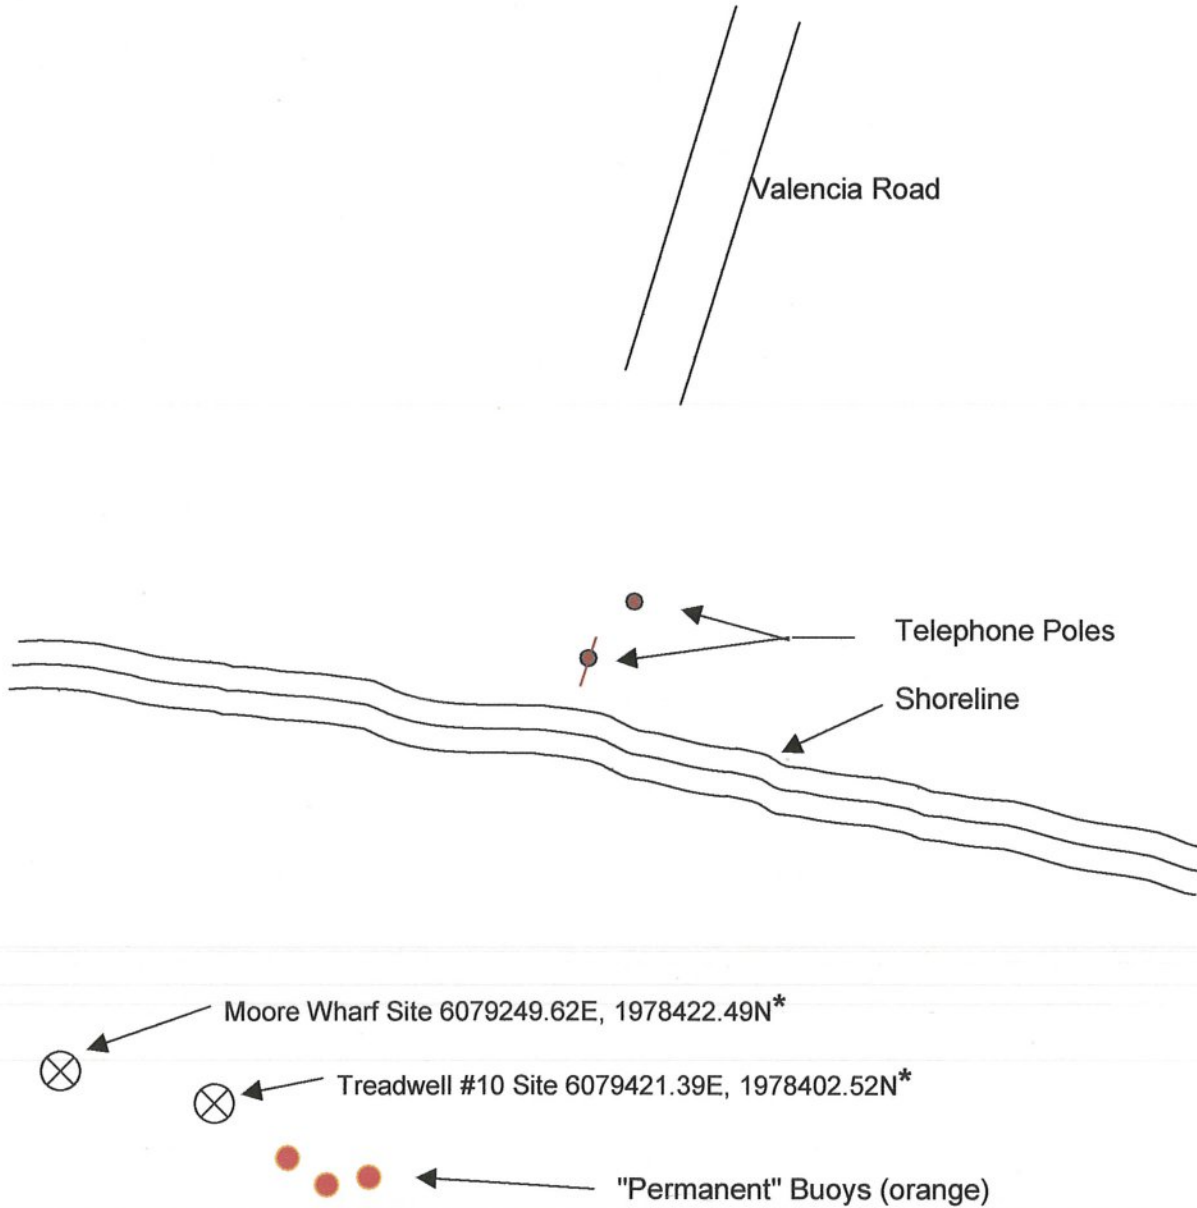 Valencia Road
Telephone Poles
Shoreline
Moore Wharf Site 6079249.62E, 1978422.49N*
Treadwell #10 Site 6079421.39E, 1978402.52N*
"Permanent" Buoys (orange)